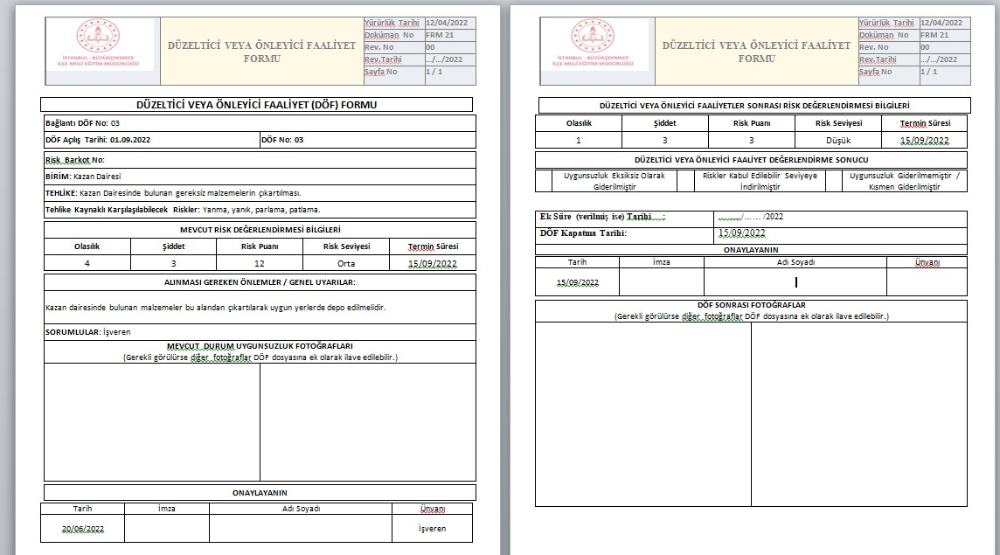 İSTANBUL - BÜYÜKÇEKMECE
İLÇE MİLLÎ EĞİTİM MÜDÜRLÜĞÜ
DÜZELTİCİ VEYA ÖNLEYİCİ FAALİYET
FORMU
Yürürlük Tarihi 12/04/2022
Doküman No FRM 21
Rev. No 00
Rev.Tarihi .../.../2022
Sayfa No 1 / 1
DÜZELTİCİ VEYA ÖNLEYİCİ FAALİYET (DÖF) FORMU
Bağlantı DÖF No: 03
DÖF Açılış Tarihi: 01.09.2022 DÖF No: 03
Risk Barkot No:
BİRİM: Kazan Dairesi
TEHLİKE: Kazan Dairesinde bulunan gereksiz malzemelerin çıkartılması.
Tehlike Kaynaklı Karşılaşılabilecek Riskler: Yanma, yanık, parlama, patlama.
MEVCUT RİSK DEĞERLENDİRMESİ BİLGİLERİ
Olasılık Şiddet Risk Puanı Risk Seviyesi Termin Süresi
4 3 12 Orta 15/09/2022
ALINMASI GEREKEN ÖNLEMLER / GENEL UYARILAR:
Kazan dairesinde bulunan malzemeler bu alandan çıkartılarak uygun yerlerde depo edilmelidir.
SORUMLULAR: İşveren
MEVCUT DURUM UYGUNSUZLUK FOTOĞRAFLARI
(Gerekli görülürse diğer fotoğraflar DÖF dosyasına ek olarak ilave edilebilir.)
ONAYLAYANIN
Tarih İmza Adı Soyadı Ünvanı
20/06/2022 İşveren
İSTANBUL - BÜYÜKÇEKMECE
İLÇE MİLLÎ EĞİTİM MÜDÜRLÜĞÜ
DÜZELTİCİ VEYA ÖNLEYİCİ FAALİYET
FORMU
Yürürlük Tarihi 12/04/2022
Doküman No FRM 21
Rev. No 00
Rev.Tarihi .../.../2022
Sayfa No 1 / 1
DÜZELTİCİ VEYA ÖNLEYİCİ FAALİYETLER SONRASI RİSK DEĞERLENDİRMESİ BİLGİLERİ
Olasılık Şiddet Risk Puanı Risk Seviyesi Termin Süresi
1 3 3 Düşük 15/09/2022
DÜZELTİCİ VEYA ÖNLEYİCİ FAALİYET DEĞERLENDİRME SONUCU
Uygunsuzluk Eksiksiz Olarak Riskler Kabul Edilebilir Seviyeye Uygunsuzluk Giderilmemiştir /
Giderilmiştir İndirilmiştir Kısmen Giderilmiştir
Ek Süre (verilmiş ise) Tarihi : ......../...... /2022
DÖF Kapatma Tarihi: 15/09/2022
ONAYLAYANIN
Tarih İmza Adı Soyadı Ünvanı
15/09/2022
DÖF SONRASI FOTOĞRAFLAR
(Gerekli görülürse diğer fotoğraflar DÖF dosyasına ek olarak ilave edilebilir.)